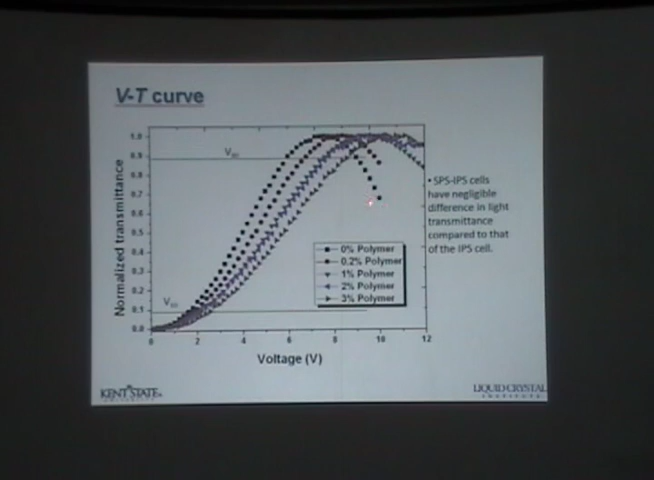 V-T curve
Normalized transmittance
1.0
0.9
0.8
0.7
0.6
0.5
0.4
0.3
0.2
0.1
0.0
0
2
4
6
8
10
12
Voltage (V)
0% Polymer
0.2% Polymer
1% Polymer
2% Polymer
3% Polymer
• SPS-IPS cells
have negligible
difference in light
transmittance
compared to that
of the IPS cell.
KENT STATE
LIQUID CRYSTAL
INSTITUTE